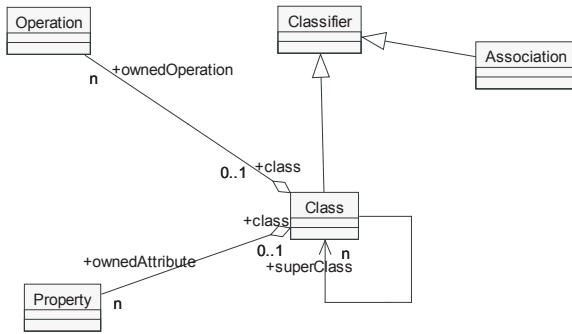 Operation
Classifier
Association
+ownedOperation
n
+class
0..1
Class
+class
0..1
n
+superClass
+ownedAttribute
Property
n